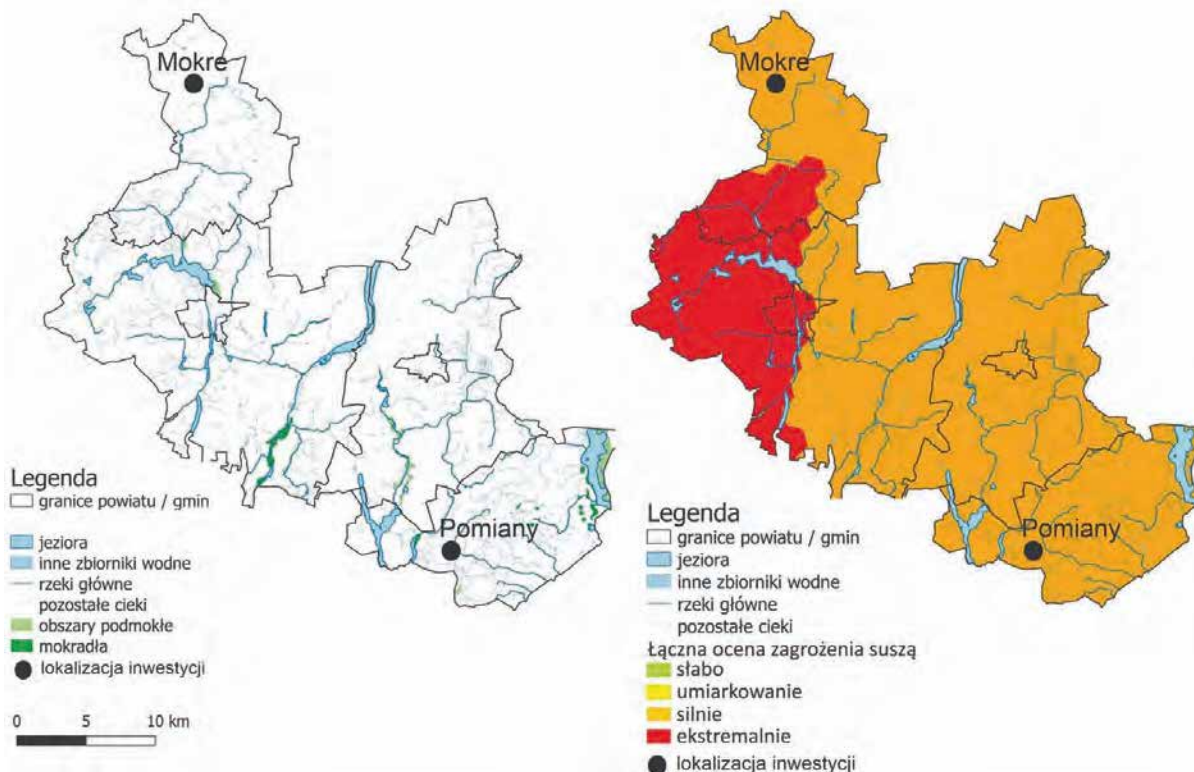 Mokre
Pomiany
Legenda
granice powiatu / gmin
jeziora
inne zbiorniki wodne
rzeki główne
pozostałe cieki
obszary podmokłe
mokradła
lokalizacja inwestycji
0 5 10 km
Mokre
Pomiany
Legenda
granice powiatu / gmin
jeziora
inne zbiorniki wodne
rzeki główne
pozostałe cieki
Łączna ocena zagrożenia suszą
słabo
umiarkowanie
silnie
ekstremalnie
lokalizacja inwestycji